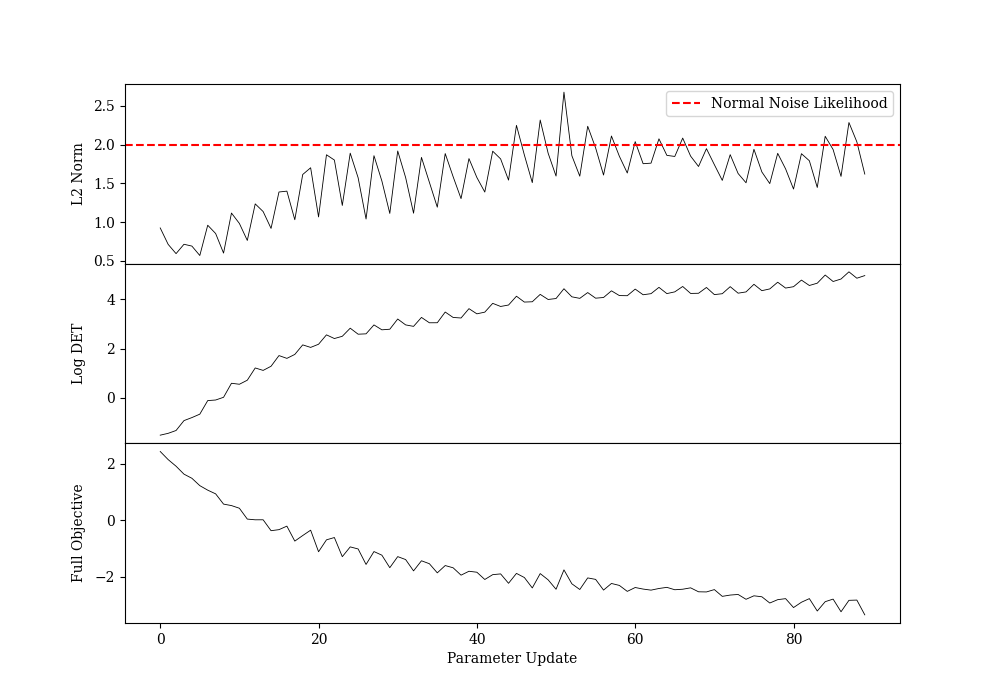 Normal Noise Likelihood
L2 Norm
2.5
2.0
1.5
1.0
0.5
Log DET
4
2
0
Full Objective
2
0
−2
0 20 40 60 80
Parameter Update